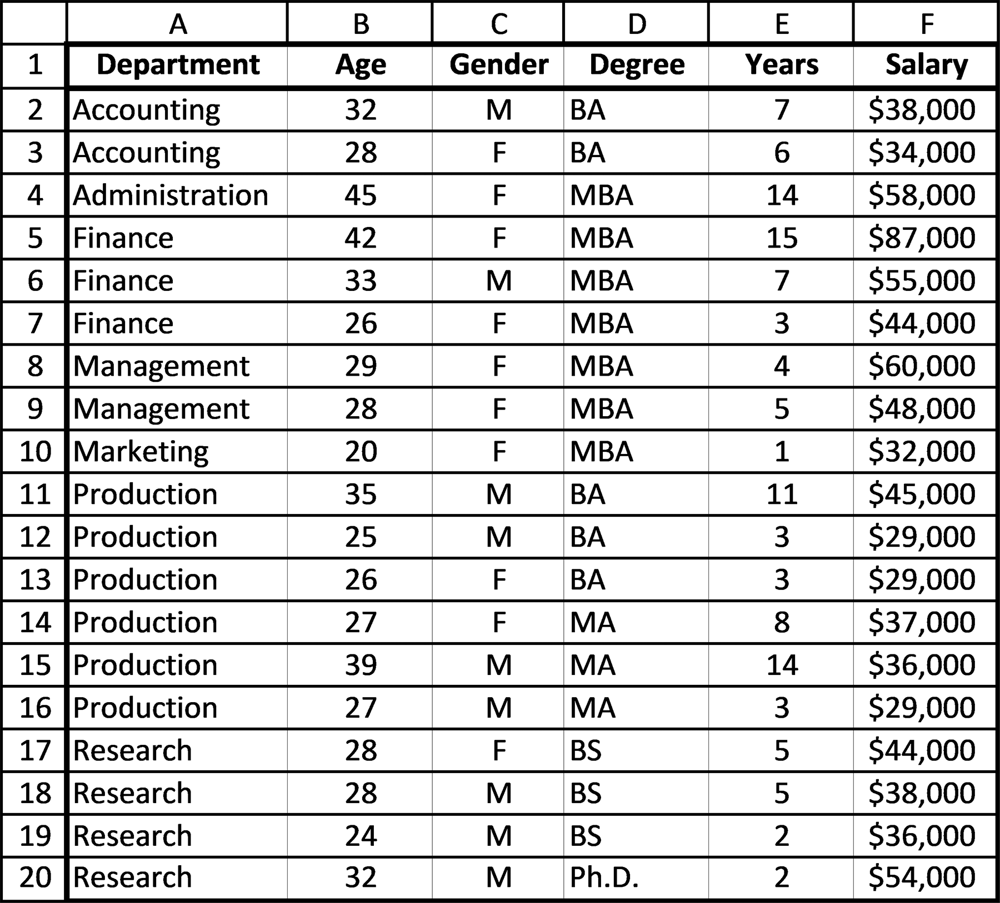 A B C D E F
1 Department Age Gender Degree Years Salary
2 Accounting 32 M BA 7 $38,000
3 Accounting 28 F BA 6 $34,000
4 Administration 45 F MBA 14 $58,000
5 Finance 42 F MBA 15 $87,000
6 Finance 33 M MBA 7 $55,000
7 Finance 26 F MBA 3 $44,000
8 Management 29 F MBA 4 $60,000
9 Management 28 F MBA 5 $48,000
10 Marketing 20 F MBA 1 $32,000
11 Production 35 M BA 11 $45,000
12 Production 25 M BA 3 $29,000
13 Production 26 F BA 3 $29,000
14 Production 27 F MA 8 $37,000
15 Production 39 M MA 14 $36,000
16 Production 27 M MA 3 $29,000
17 Research 28 F BS 5 $44,000
18 Research 28 M BS 5 $38,000
19 Research 24 M BS 2 $36,000
20 Research 32 M Ph.D. 2 $54,000